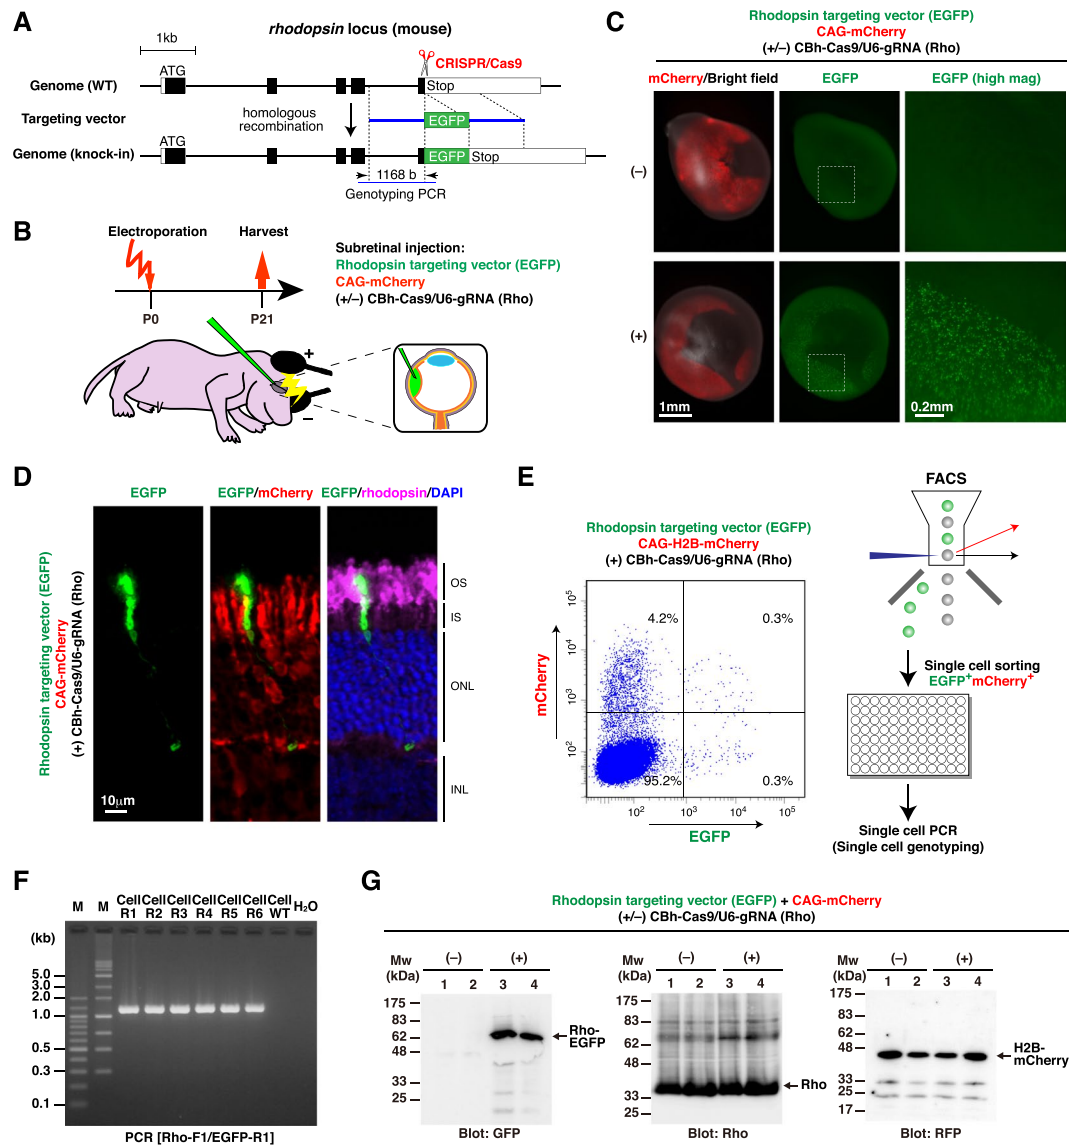 A
rhodopsin locus (mouse)
1kb
ATG
CRISPR/Cas9
Genome (WT)
Stop
Targeting vector
homologous
recombination
EGFP
ATG
Genome (knock-in)
EGFP Stop
1168 b
Genotyping PCR
B
Electroporation
Harvest
P0
P21
Subretinal injection:
Rhodopsin targeting vector (EGFP)
CAG-mCherry
(+/−) CBh-Cas9/U6-gRNA (Rho)
+
−
C
Rhodopsin targeting vector (EGFP)
CAG-mCherry
(+/−) CBh-Cas9/U6-gRNA (Rho)
mCherry/Bright field
EGFP
EGFP (high mag)
(−)
(+)
1mm
0.2mm
D
EGFP
EGFP/mCherry
EGFP/rhodopsin/DAPI
Rhodopsin targeting vector (EGFP)
CAG-mCherry
(+) CBh-Cas9/U6-gRNA (Rho)
OS
IS
ONL
INL
10μm
E
Rhodopsin targeting vector (EGFP)
CAG-H2B-mCherry
(+) CBh-Cas9/U6-gRNA (Rho)
10⁵
10⁴
10³
10²
mCherry
4.2%
0.3%
95.2%
0.3%
10² 10³ 10⁴ 10⁵
EGFP
FACS
Single cell sorting
EGFP⁺mCherry⁺
Single cell PCR
(Single cell genotyping)
F
M M Cell R1 Cell R2 Cell R3 Cell R4 Cell R5 Cell R6 Cell WT H₂O
(kb)
5.0
3.0
2.0
1.0
0.5
0.3
0.1
PCR [Rho-F1/EGFP-R1]
G
Rhodopsin targeting vector (EGFP) + CAG-mCherry
(+/−) CBh-Cas9/U6-gRNA (Rho)
Mw
(kDa)
(−) (+)
1 2 3 4
175
83
62
48
33
25
Rho-
EGFP
Blot: GFP
Mw
(kDa)
(−) (+)
1 2 3 4
175
83
62
48
33
25
Rho
Blot: Rho
Mw
(kDa)
(−) (+)
1 2 3 4
175
83
62
48
33
25
17
H2B-
mCherry
Blot: RFP